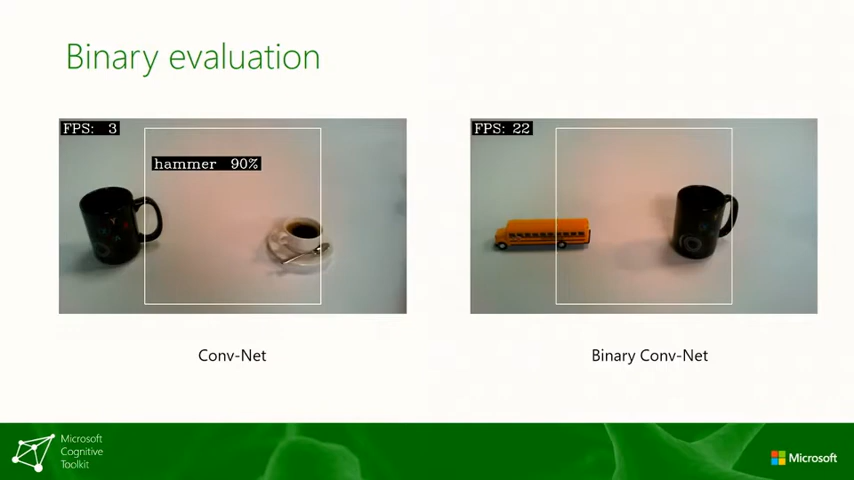 Binary evaluation
FPS: 3
hammer 90%
FPS: 22
Conv-Net
Binary Conv-Net
Microsoft
Cognitive
Toolkit
Microsoft